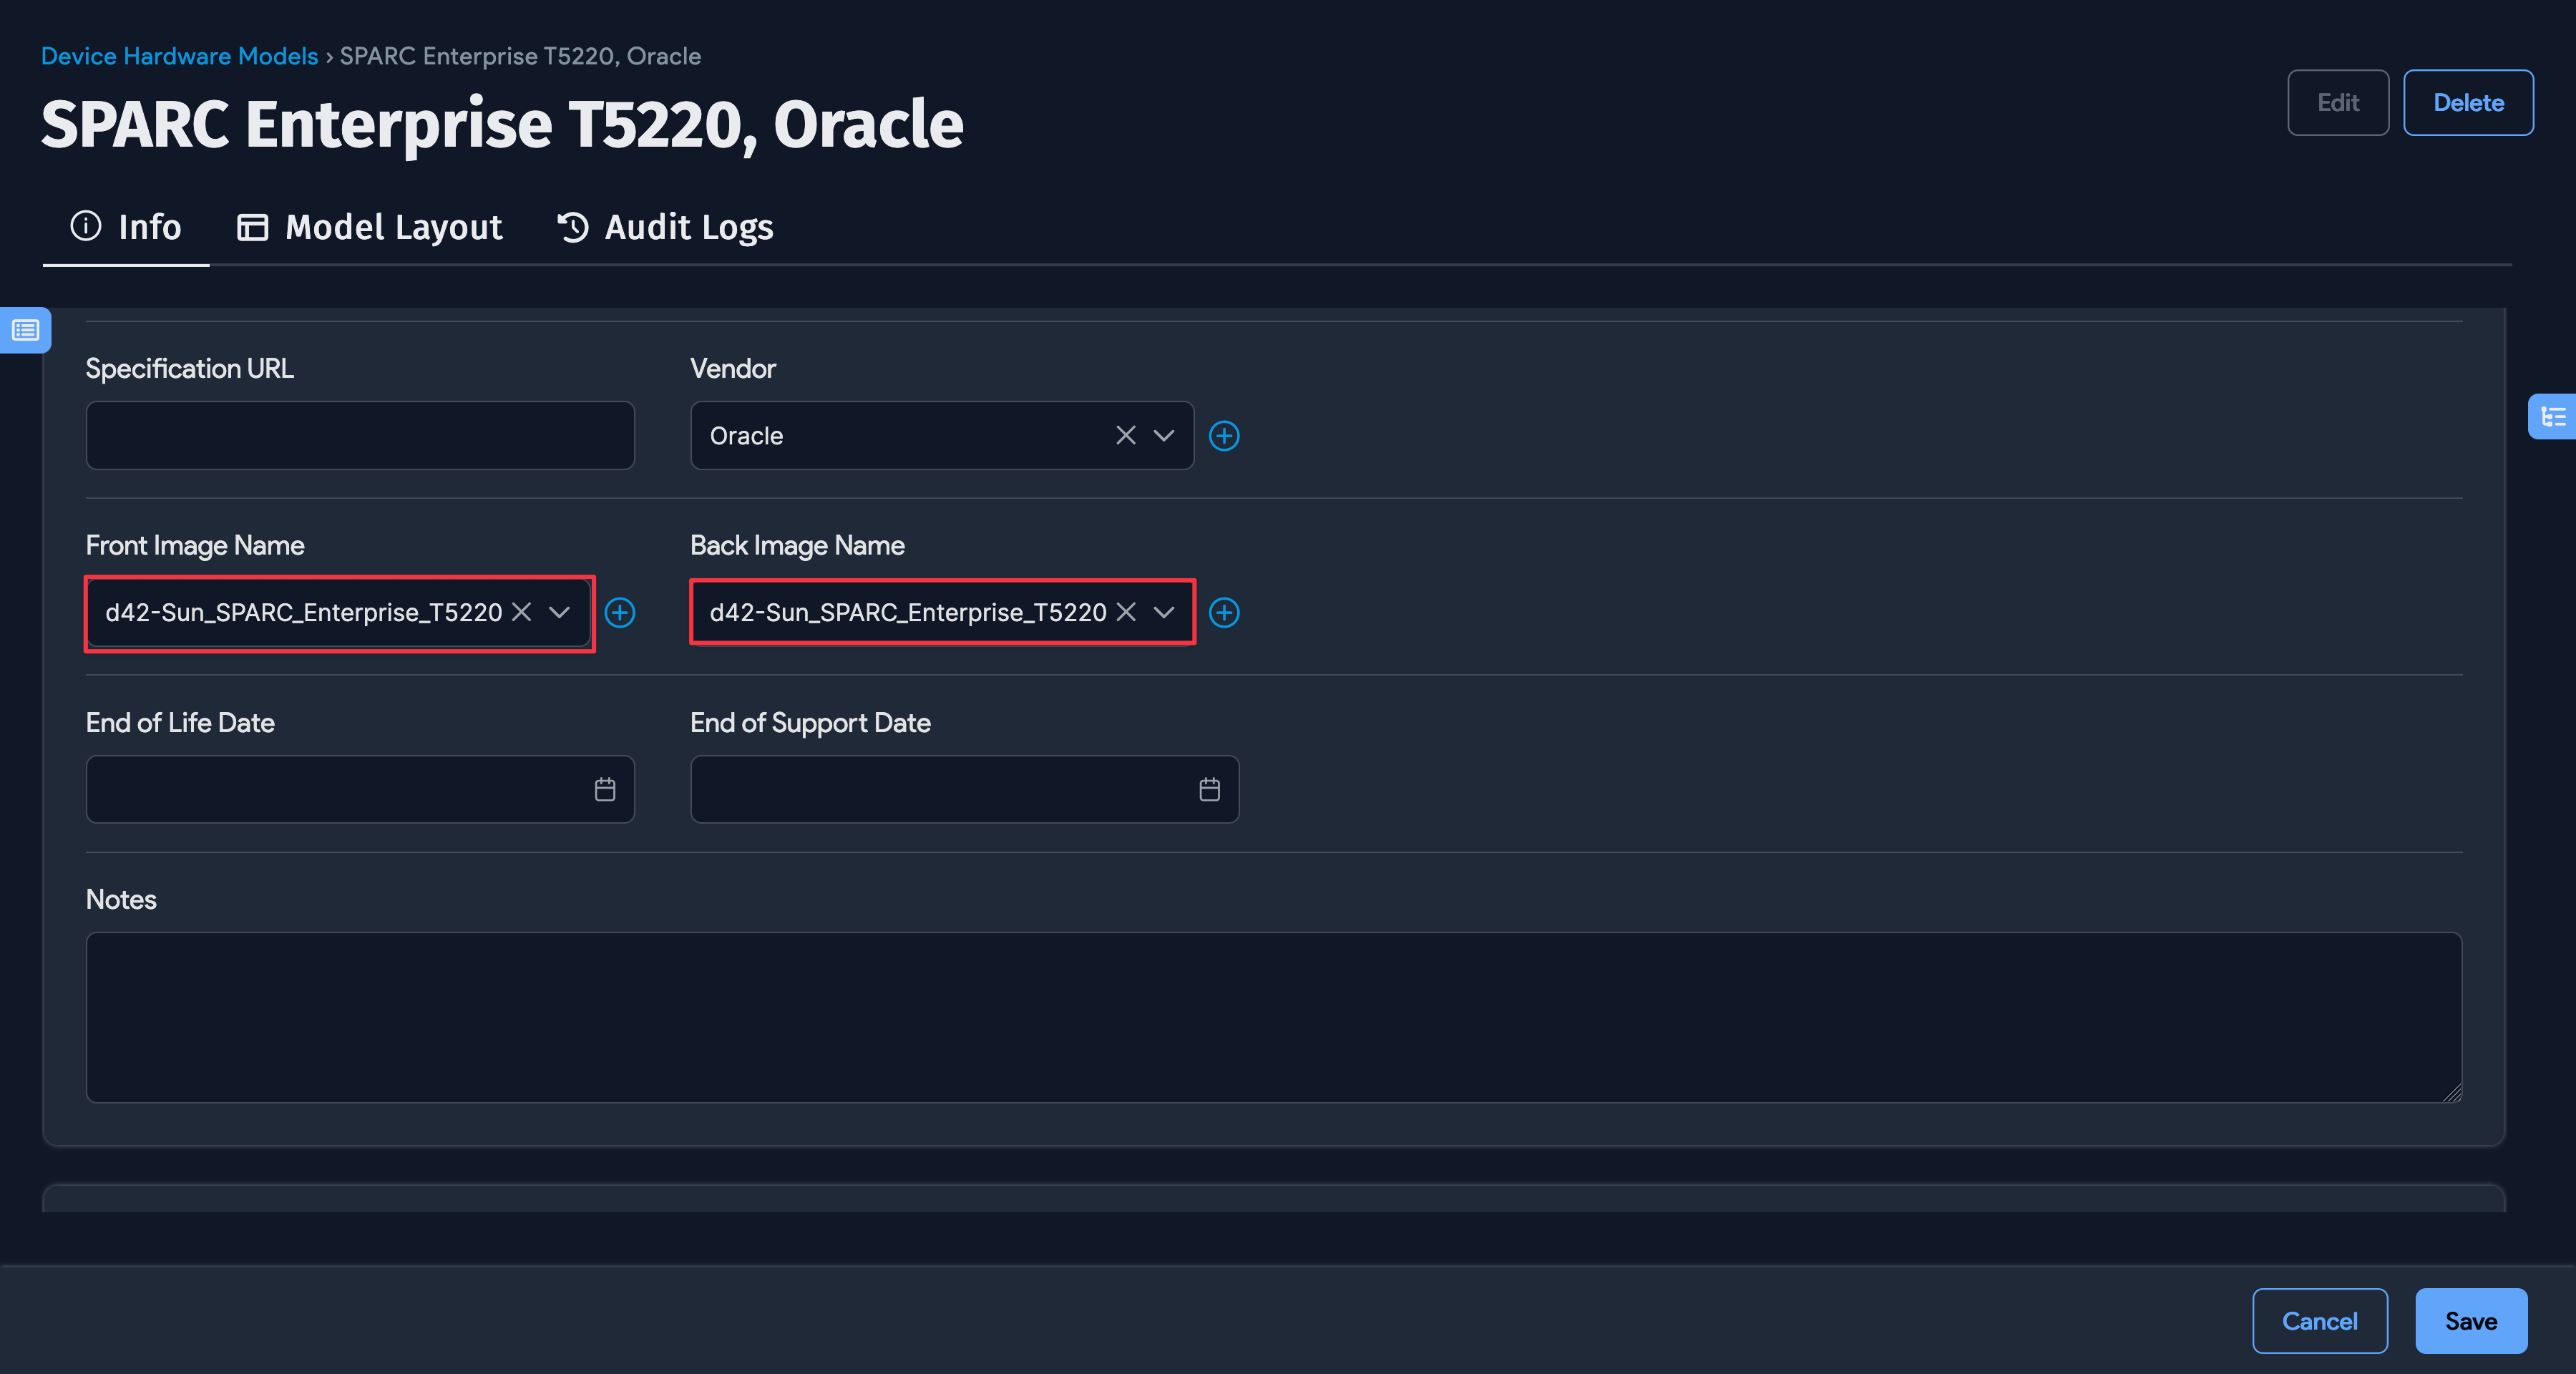 Device Hardware Models › SPARC Enterprise T5220, Oracle
SPARC Enterprise T5220, Oracle
Edit
Delete
Info
Model Layout
Audit Logs
Specification URL
Vendor
Oracle
Front Image Name
Back Image Name
d42-Sun_SPARC_Enterprise_T5220
d42-Sun_SPARC_Enterprise_T5220
End of Life Date
End of Support Date
Notes
Cancel
Save